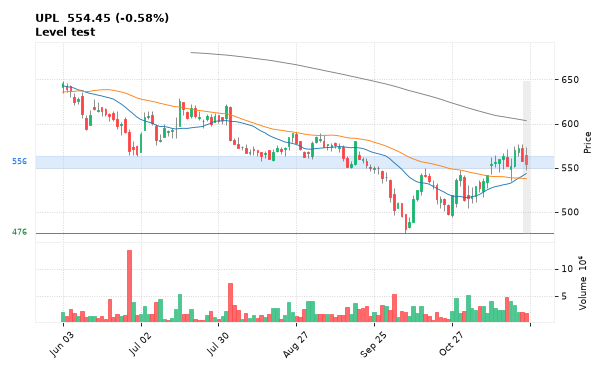 UPL 554.45 (-0.58%)
Level test
650
600
556
550
500
476
Price
10
5
Volume 10⁶
Jun 03
Jul 02
Jul 30
Aug 27
Sep 25
Oct 27